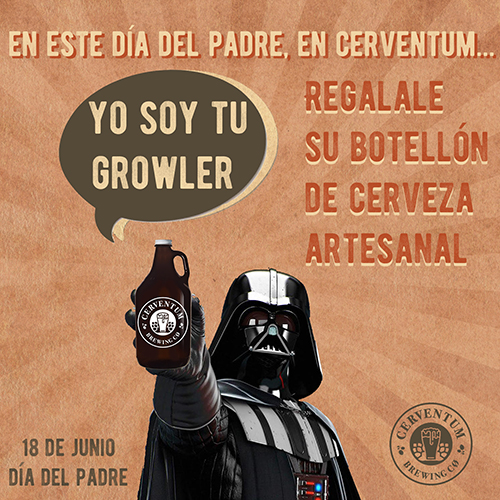 EN ESTE DÍA DEL PADRE, EN CERVENTUM...
YO SOY TU
GROWLER
REGALALE
SU BOTELLÓN
DE CERVEZA
ARTESANAL
CERVENTUM
BREWING CO
18 DE JUNIO
DÍA DEL PADRE
CERVENTUM
BREWING CO